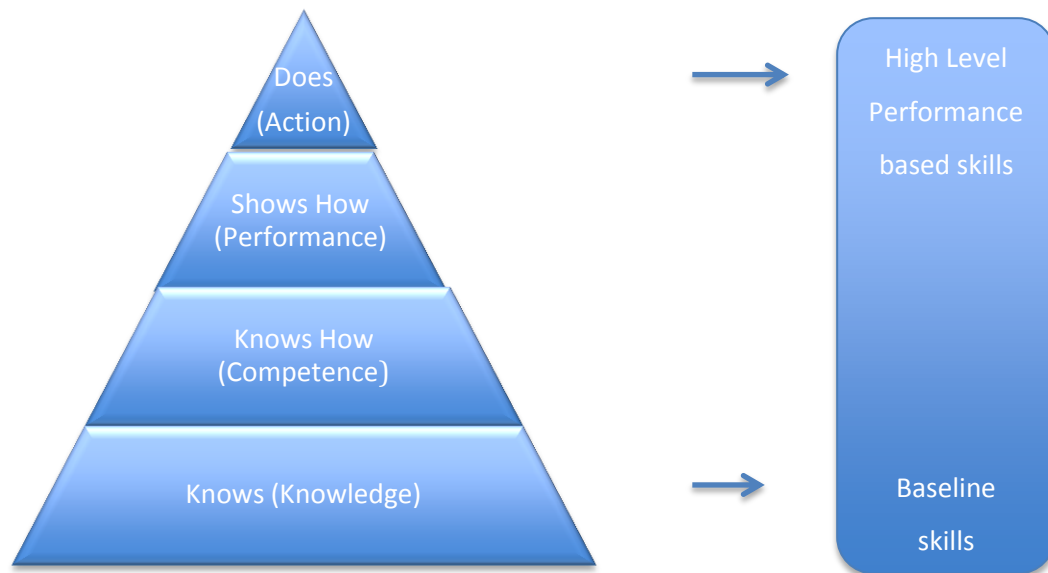 Does
(Action)
Shows How
(Performance)
Knows How
(Competence)
Knows (Knowledge)
High Level
Performance
based skills
Baseline
skills